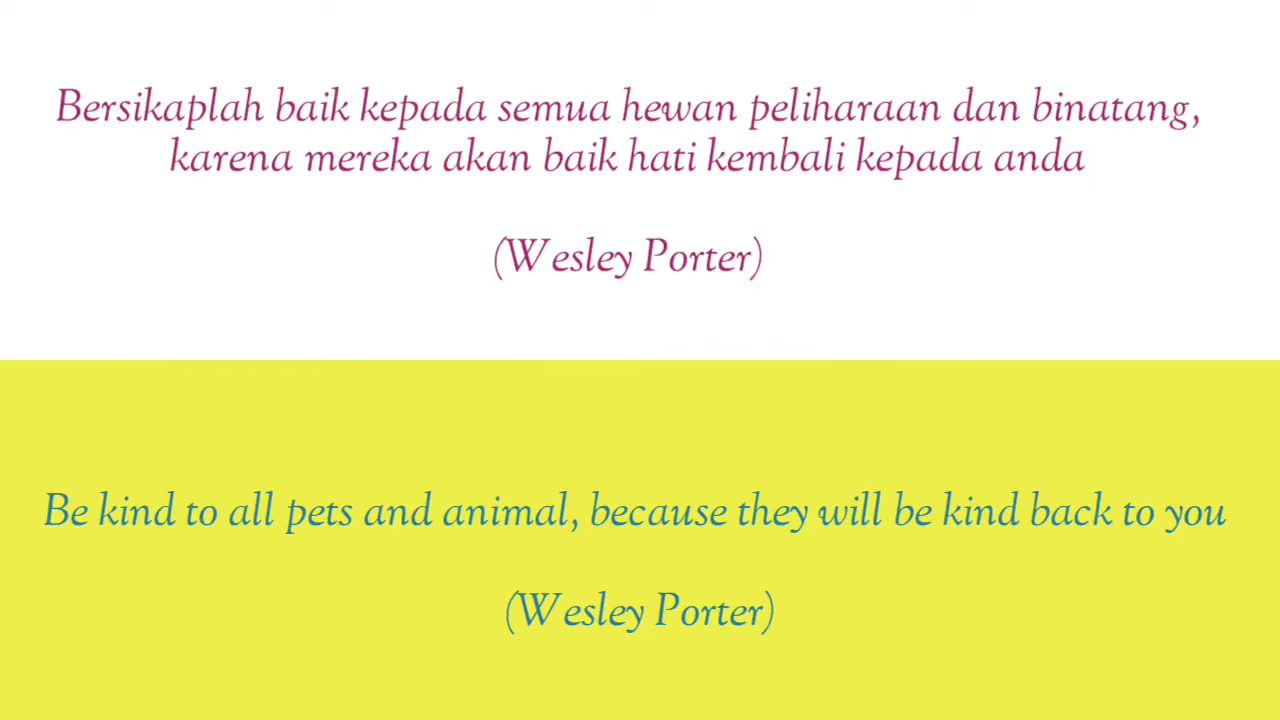 Bersikaplah baik kepada semua hewan peliharaan dan binatang,
karena mereka akan baik hati kembali kepada anda
(Wesley Porter)
Be kind to all pets and animal, because they will be kind back to you
(Wesley Porter)